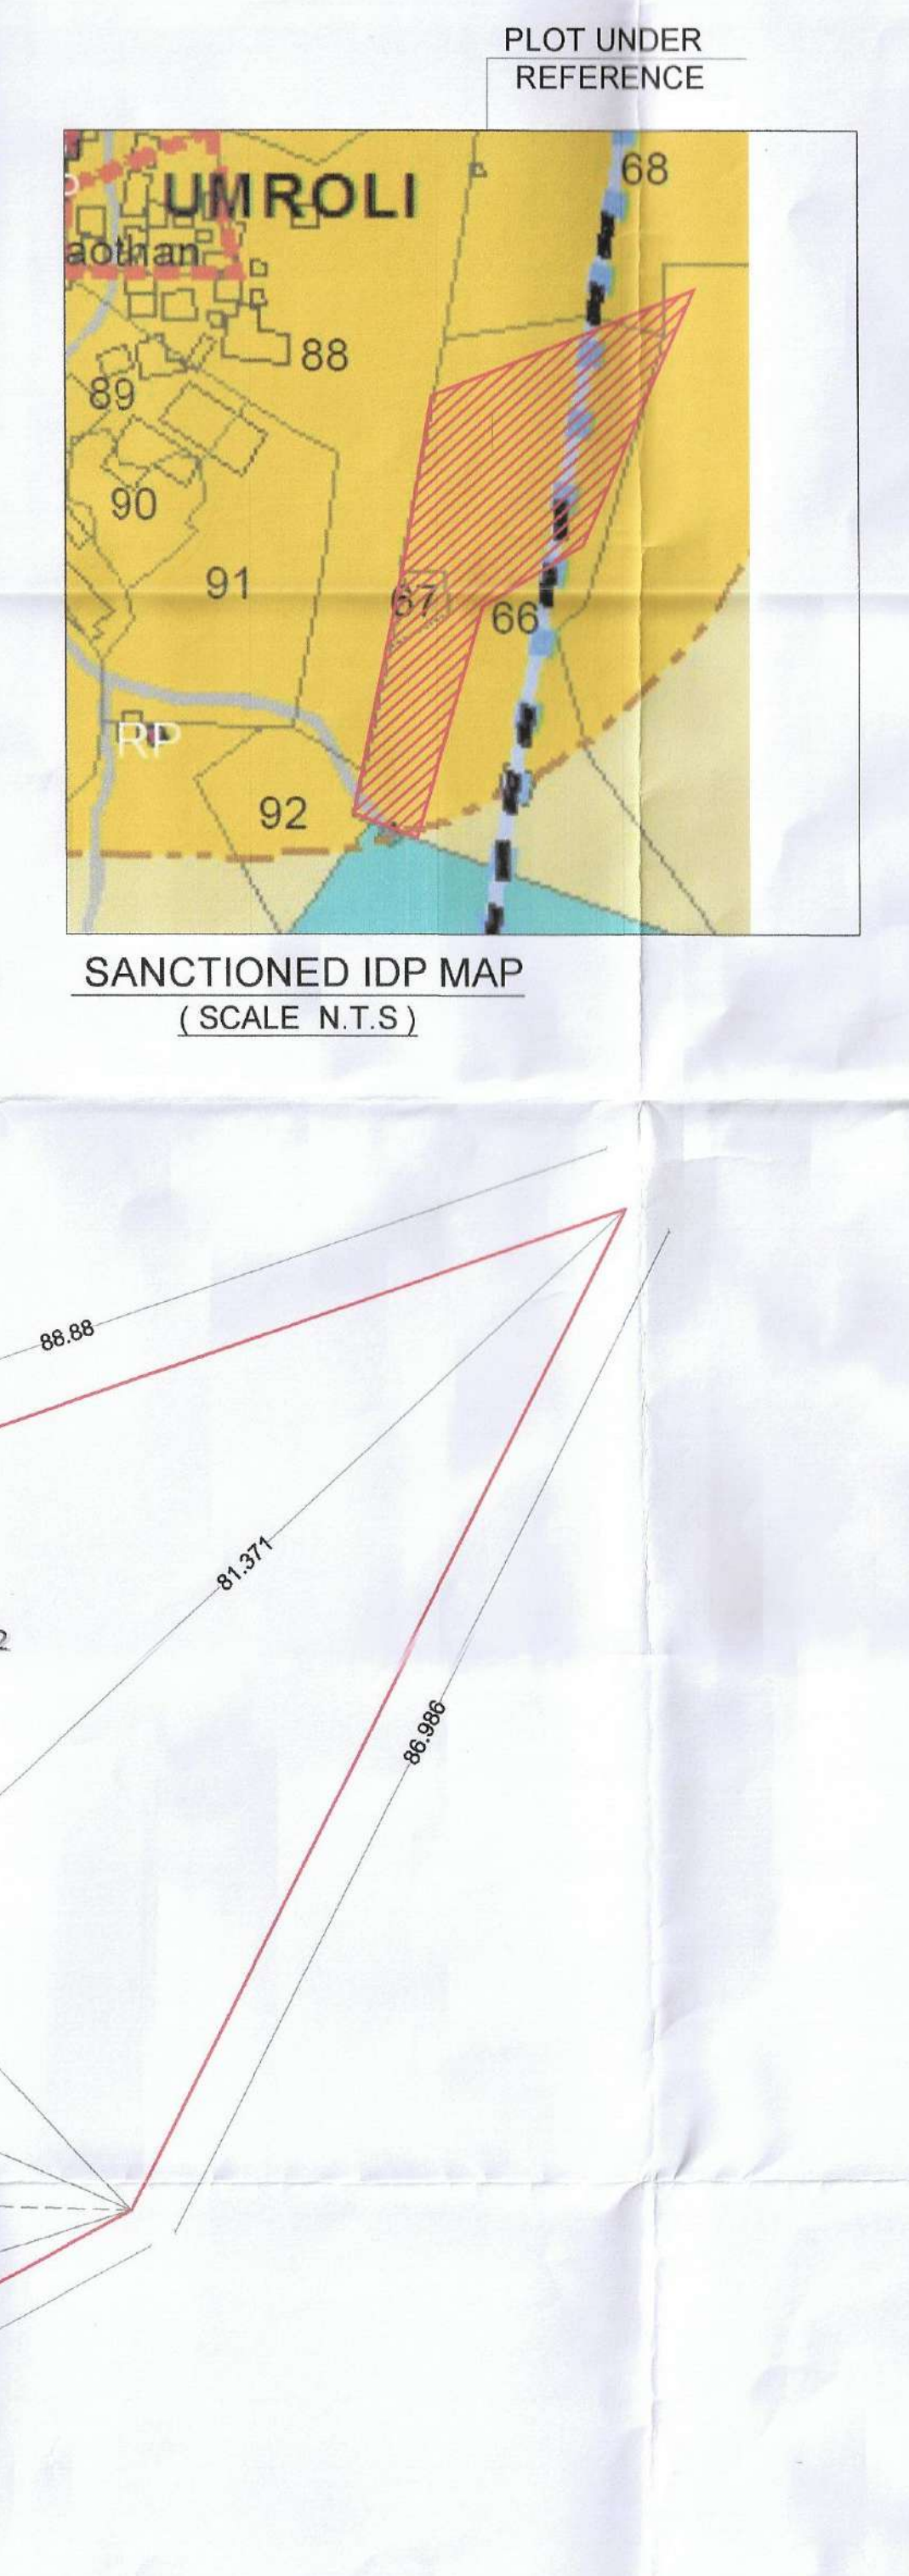 PLOT UNDER
REFERENCE
68
UMROLI
aothan
88
89
90
91
67
66
RP
92
SANCTIONED IDP MAP
( SCALE N.T.S )
88.88
81.371
2
86.986